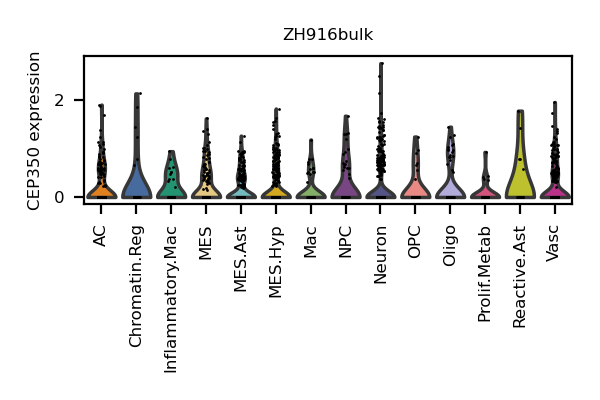 ZH916bulk
CEP350 expression
2
0
AC
Chromatin.Reg
Inflammatory.Mac
MES
MES.Ast
MES.Hyp
Mac
NPC
Neuron
OPC
Oligo
Prolif.Metab
Reactive.Ast
Vasc